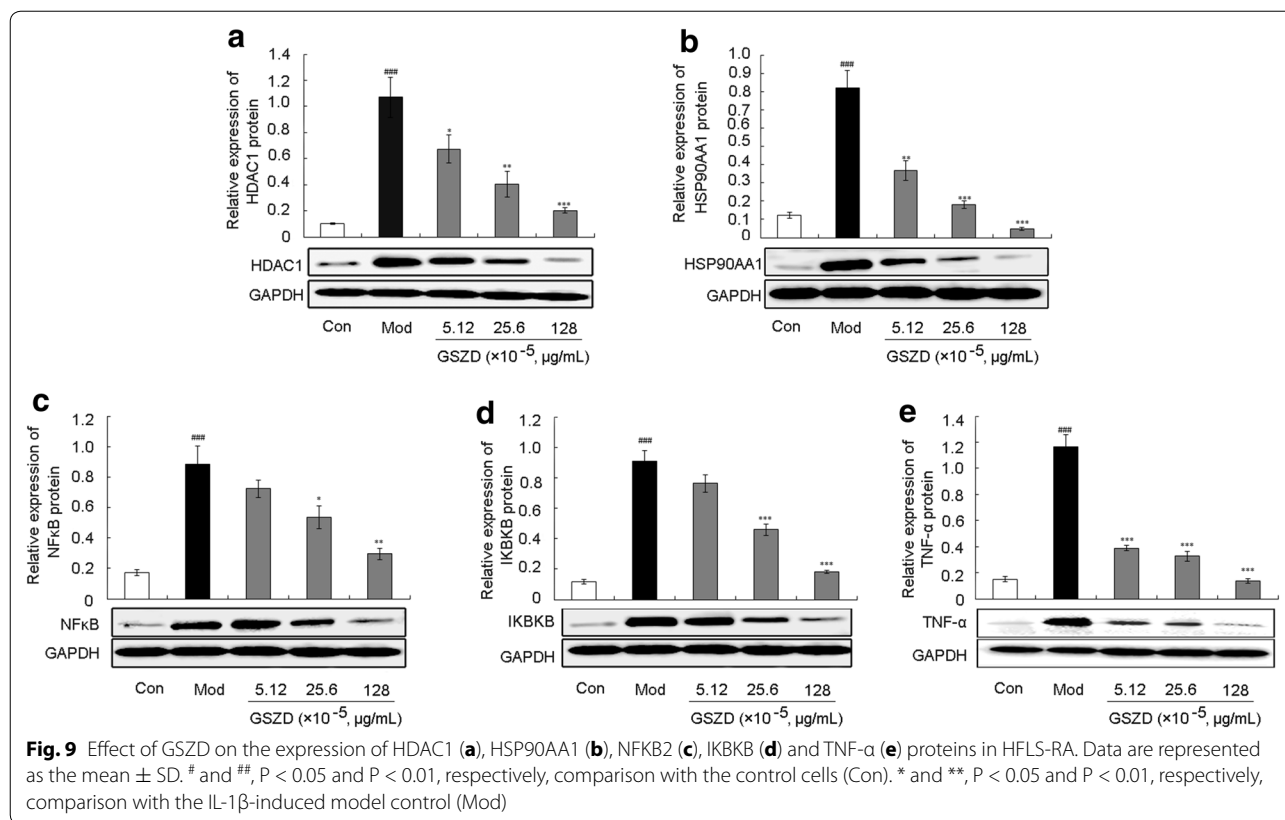 a
Relative expression of
HDAC1 protein
1.4
1.2
1.0
0.8
0.6
0.4
0.2
0
###
*
**
***
HDAC1
GAPDH
Con Mod 5.12 25.6 128
GSZD (×10⁻⁵, µg/mL)
b
Relative expression of
HSP90AA1 protein
1.0
0.9
0.8
0.7
0.6
0.5
0.4
0.3
0.2
0.1
0
###
**
***
***
HSP90AA1
GAPDH
Con Mod 5.12 25.6 128
GSZD (×10⁻⁵, µg/mL)
c
Relative expression of
NFκB protein
1.2
1.0
0.8
0.6
0.4
0.2
0
###
*
**
NFκB
GAPDH
Con Mod 5.12 25.6 128
GSZD (×10⁻⁵, µg/mL)
d
Relative expression of
IKBKB protein
1.2
1.0
0.8
0.6
0.4
0.2
0
###
***
***
IKBKB
GAPDH
Con Mod 5.12 25.6 128
GSZD (×10⁻⁵, µg/mL)
e
Relative expression of
TNF-α protein
1.4
1.2
1.0
0.8
0.6
0.4
0.2
0
###
***
***
***
TNF-α
GAPDH
Con Mod 5.12 25.6 128
GSZD (×10⁻⁵, µg/mL)
Fig. 9 Effect of GSZD on the expression of HDAC1 (a), HSP90AA1 (b), NFKB2 (c), IKBKB (d) and TNF-α (e) proteins in HFLS-RA. Data are represented
as the mean ± SD. # and ##, P < 0.05 and P < 0.01, respectively, comparison with the control cells (Con). * and **, P < 0.05 and P < 0.01, respectively,
comparison with the IL-1β-induced model control (Mod)